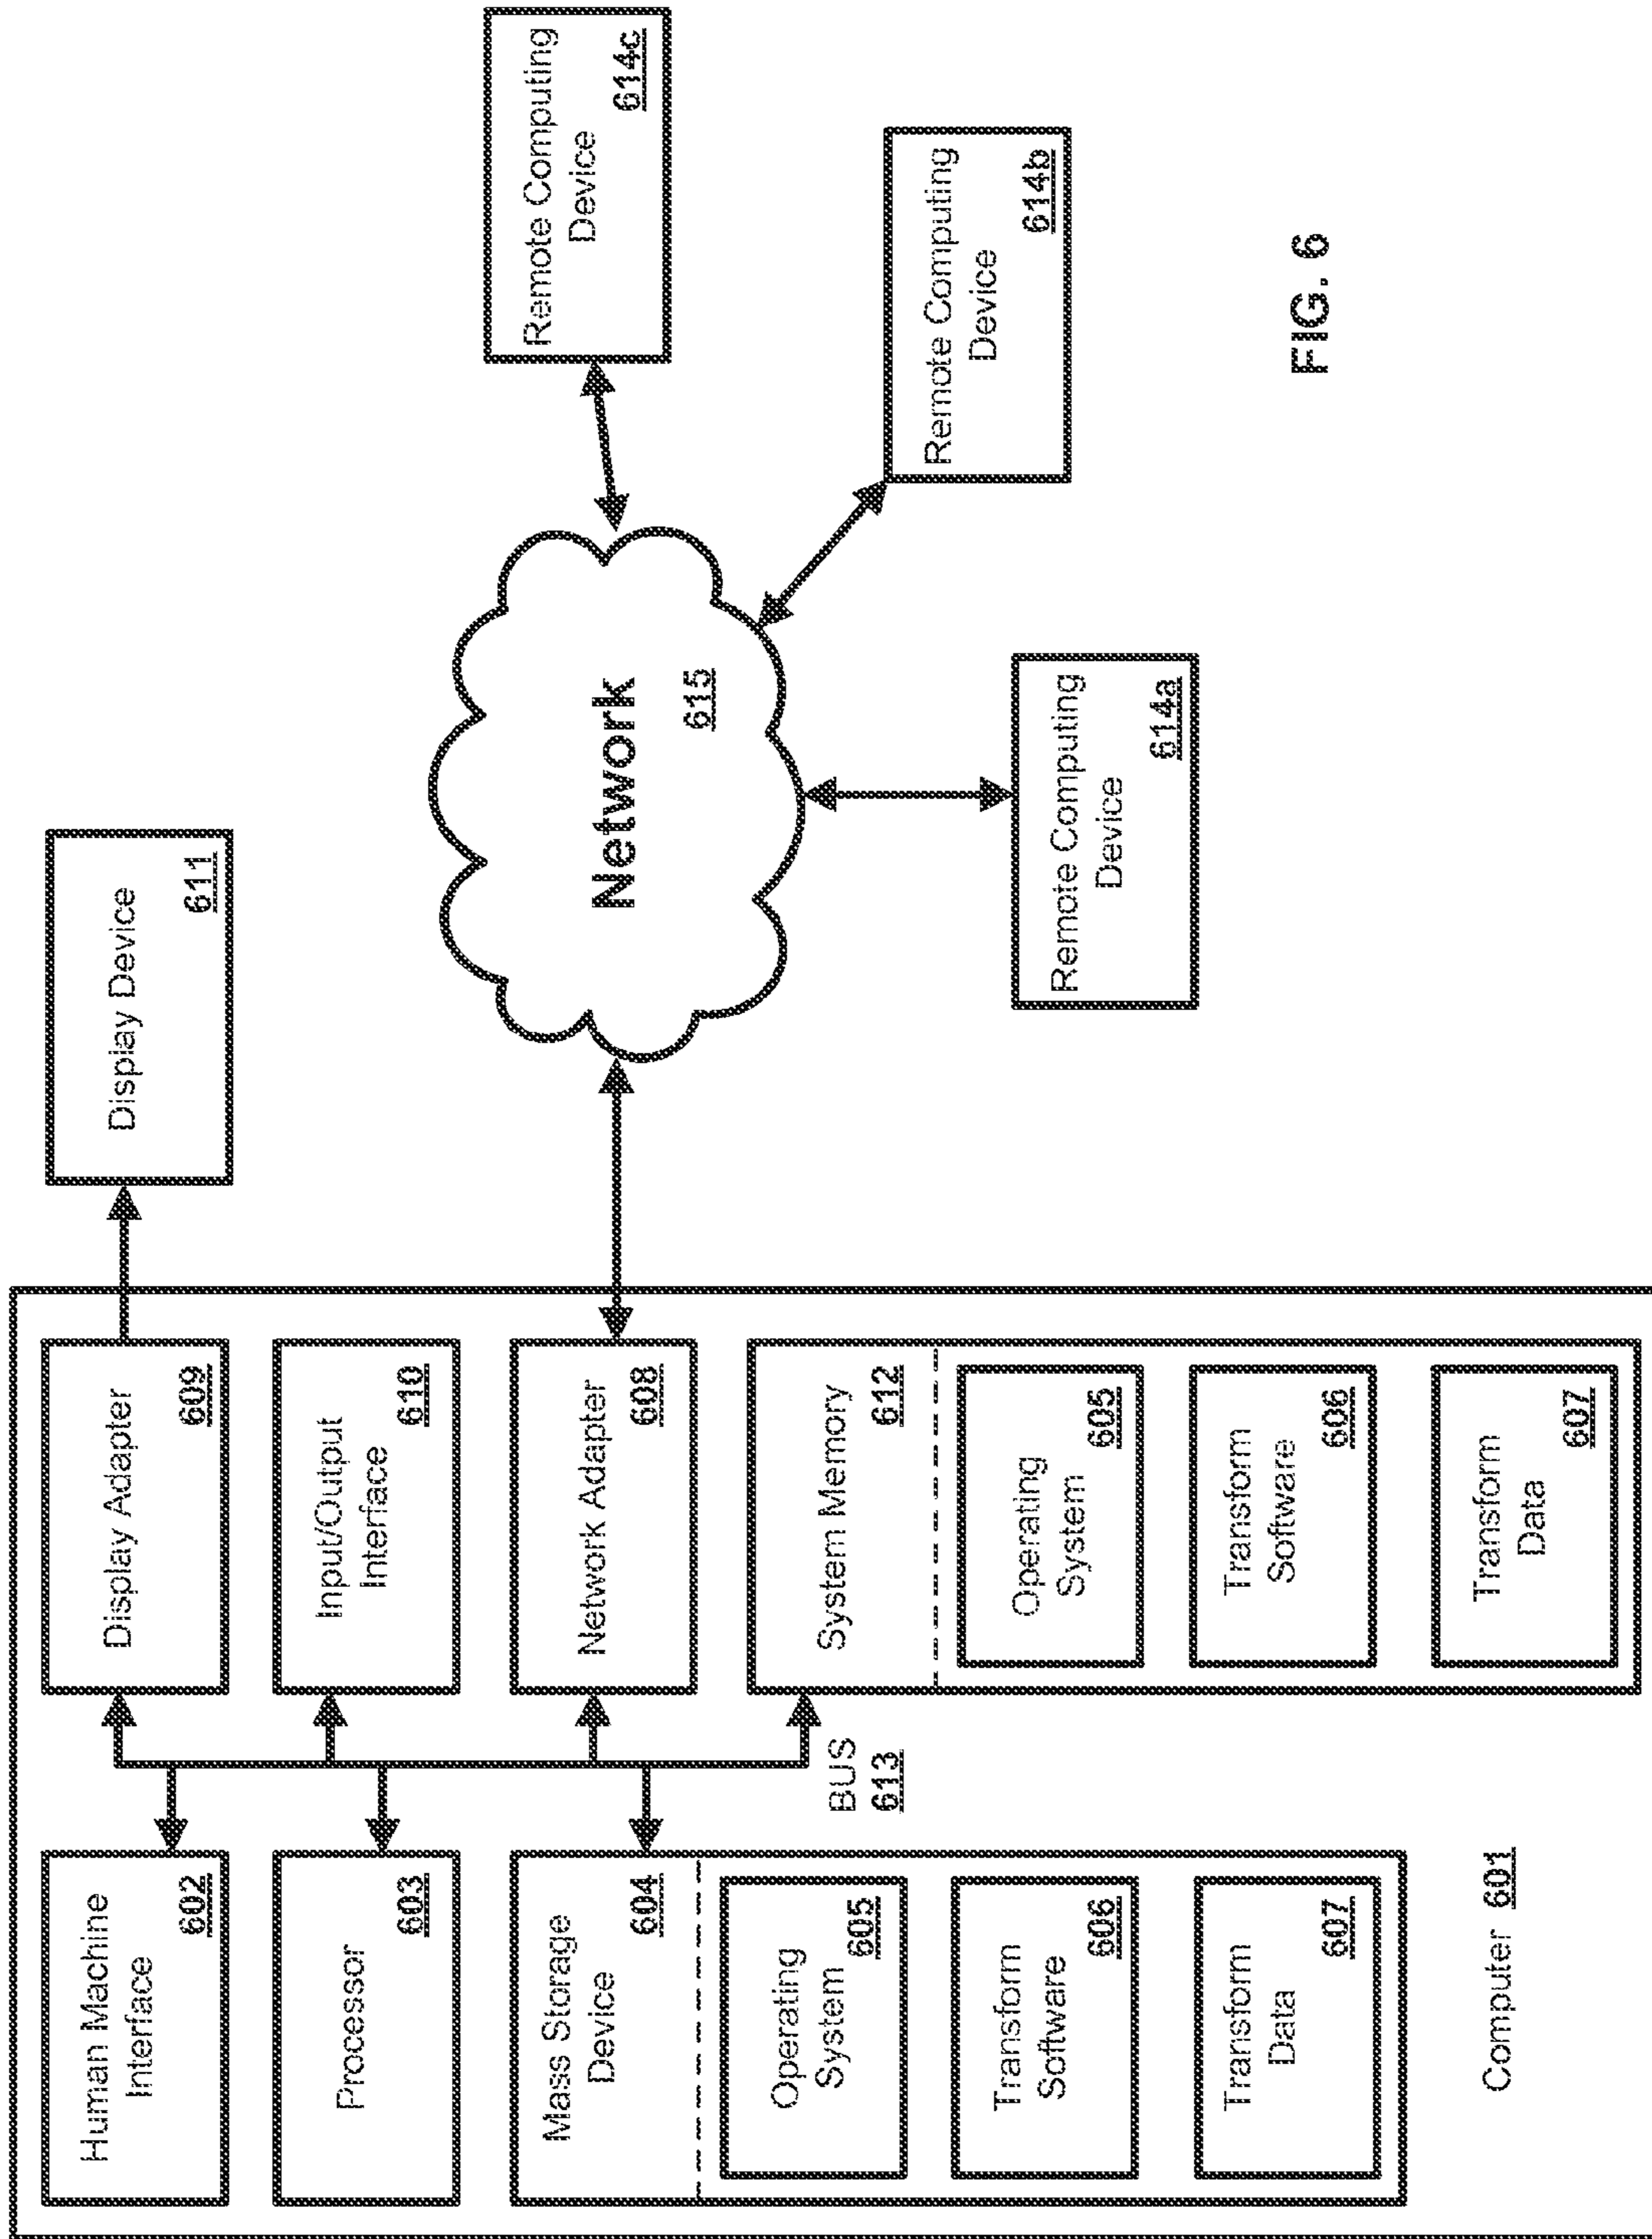 Human Machine
Interface
602
Processor
603
Mass Storage
Device
604
Operating
System
605
Transform
Software
606
Transform
Data
607
Computer 601
BUS
613
Display Adapter
609
Input/Output
Interface
610
Network Adapter
608
System Memory
612
Operating
System
605
Transform
Software
606
Transform
Data
607
Display Device
611
Network
615
Remote Computing
Device
614a
Remote Computing
Device
614b
Remote Computing
Device
614c
FIG. 6